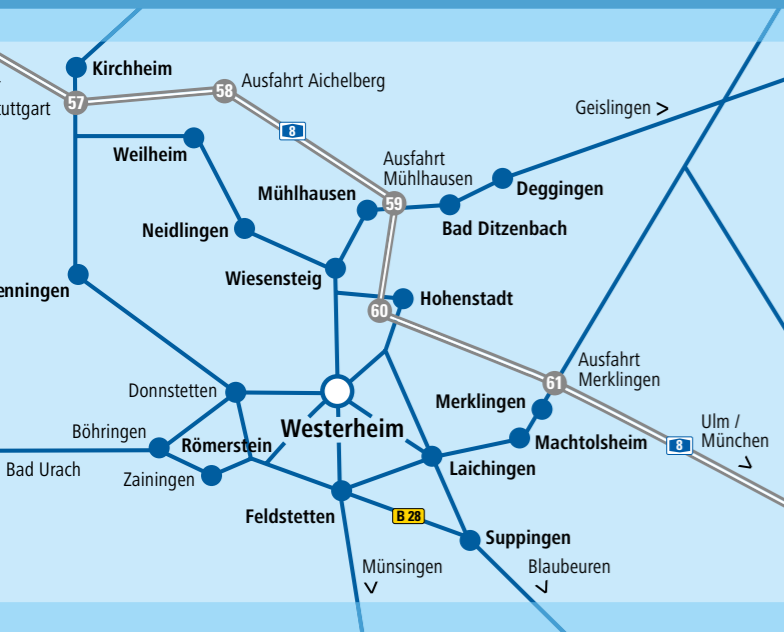 Kirchheim
57
58
Ausfahrt Aichelberg
8
Geislingen >
Weilheim
Ausfahrt
Mühlhausen
Mühlhausen
59
Deggingen
Neidlingen
Bad Ditzenbach
Wiesensteig
Hohenstadt
60
Ausfahrt
Merklingen
61
Donnstetten
Merklingen
Westerheim
Böhringen
Römerstein
Machtolsheim
Ulm /
München
8
Bad Urach
Zainingen
Laichingen
Feldstetten
B 28
Suppingen
Münsingen
Blaubeuren